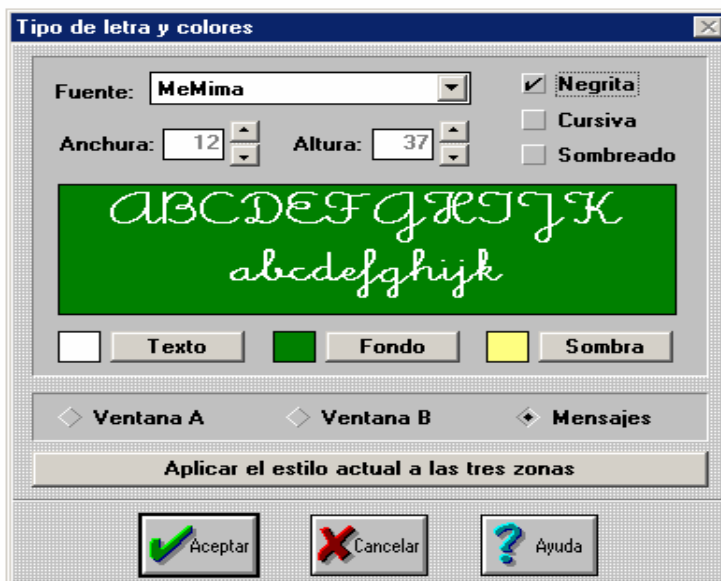 Tipo de letra y colores
Fuente: MeMima
Negrita
Cursiva
Anchura: 12 Altura: 37
Sombreado
ABCDEFGHIJK
abcdefghijk
Texto Fondo Sombra
Ventana A Ventana B Mensajes
Aplicar el estilo actual a las tres zonas
Aceptar Cancelar Ayuda